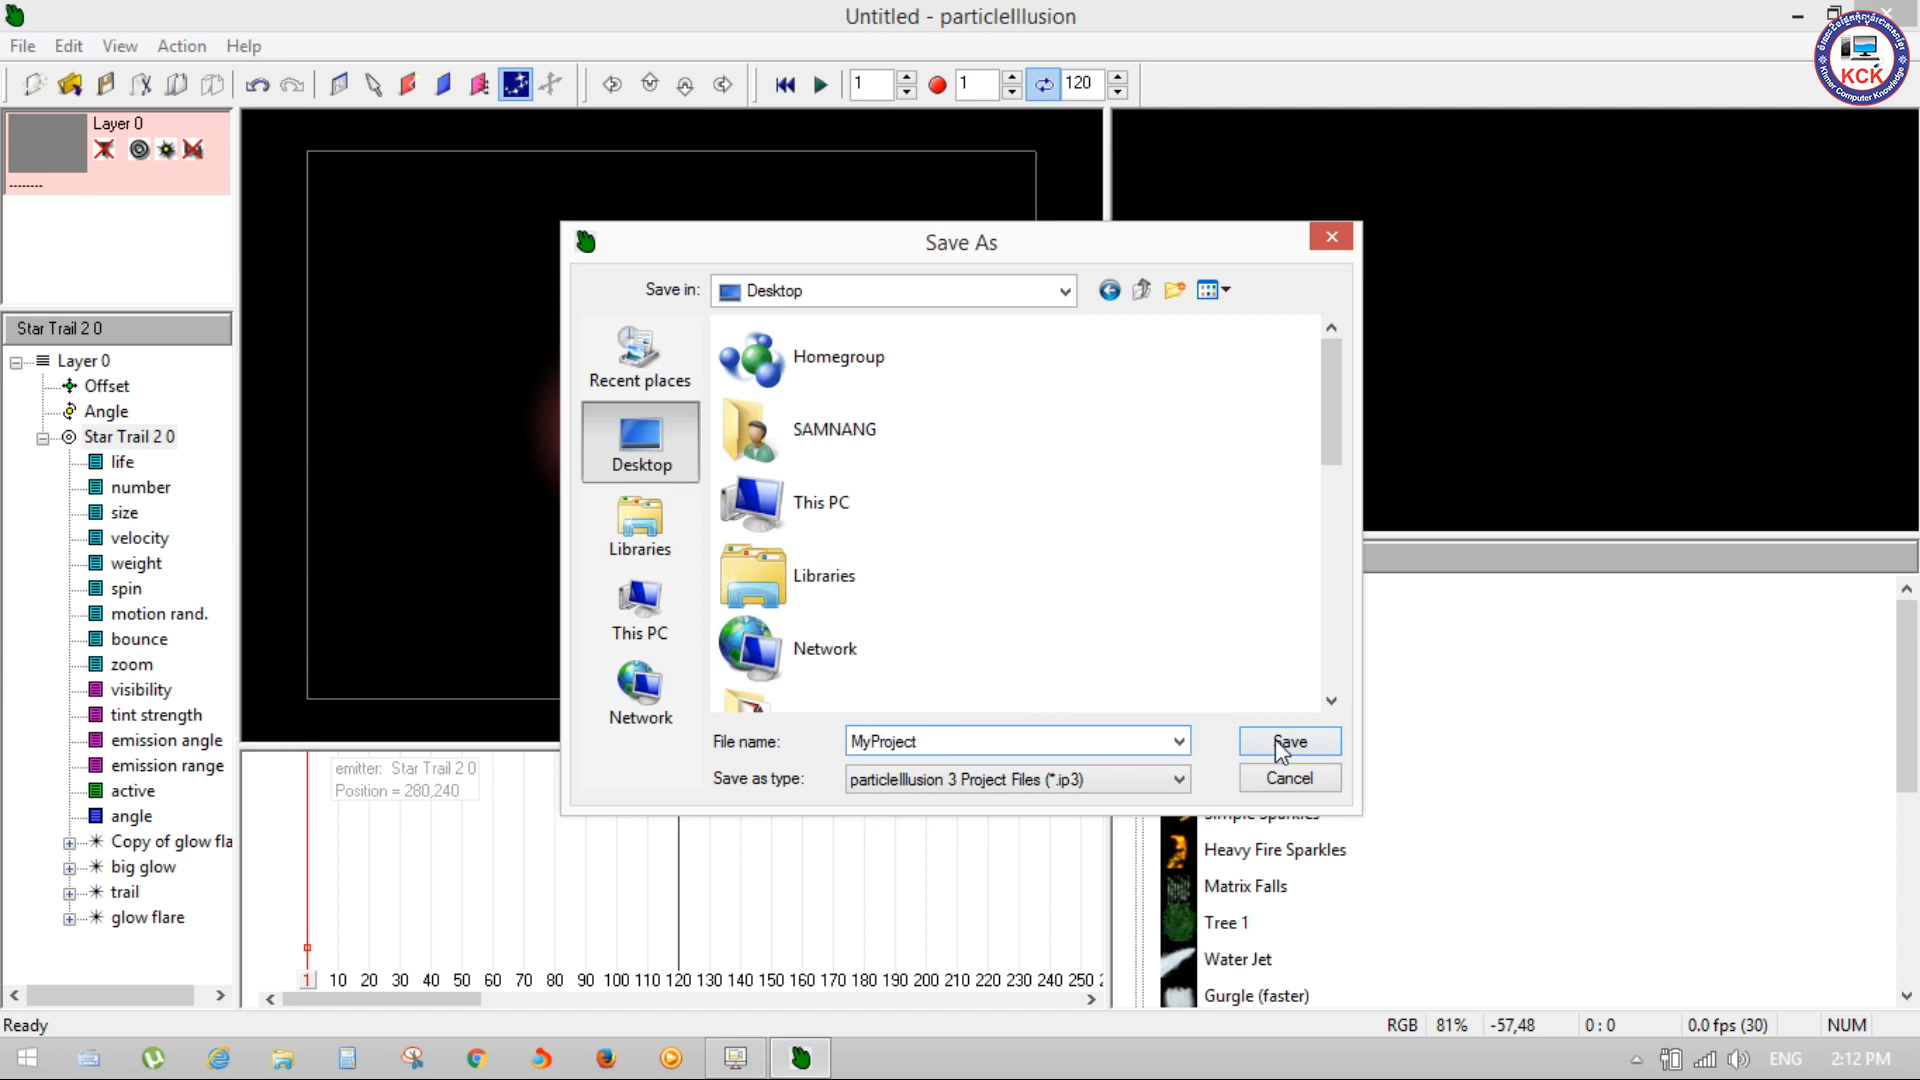 Untitled - particleIllusion
File Edit View Action Help
1
1
120
KCK
Khmer Computer Knowledge
Layer 0
--------
Star Trail 2 0
Layer 0
Offset
Angle
Star Trail 2 0
life
number
size
velocity
weight
spin
motion rand.
bounce
zoom
visibility
tint strength
emission angle
emission range
active
angle
Copy of glow fla
big glow
trail
glow flare
Save As
Save in:
Desktop
Recent places
Desktop
Libraries
This PC
Network
Homegroup
SAMNANG
This PC
Libraries
Network
File name:
MyProject
Save
Save as type:
particleIllusion 3 Project Files (*.ip3)
Cancel
emitter: Star Trail 2 0
Position = 280,240
1 10 20 30 40 50 60 70 80 90 100 110 120 130 140 150 160 170 180 190 200 210 220 230 240 250
Simple Sparkles
Heavy Fire Sparkles
Matrix Falls
Tree 1
Water Jet
Gurgle (faster)
Ready
RGB 81% -57,48 0 : 0 0.0 fps (30) NUM
ENG 2:12 PM